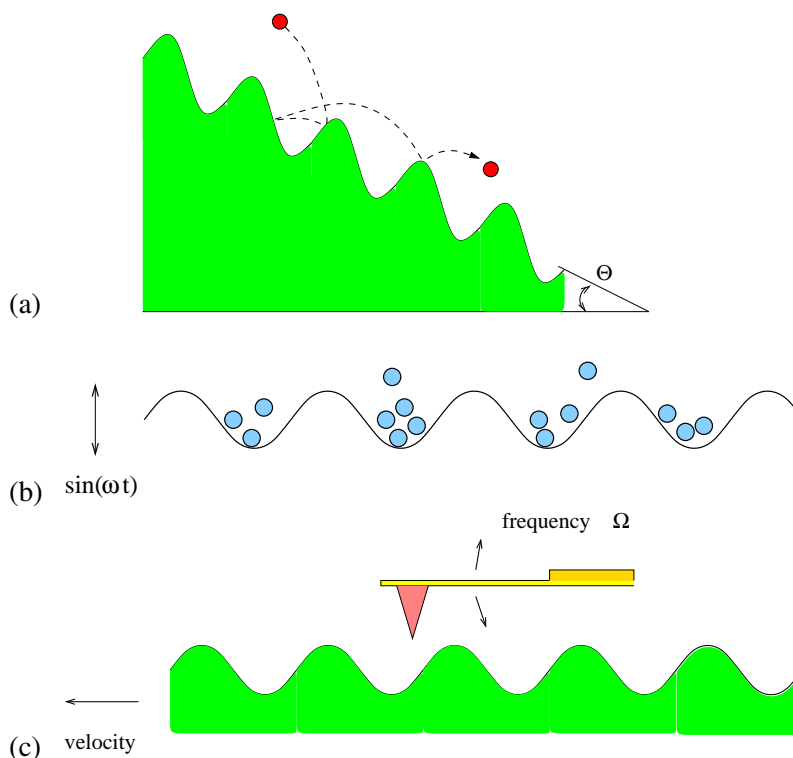 Θ
(a)
(b) sin(ωt)
frequency Ω
(c) velocity